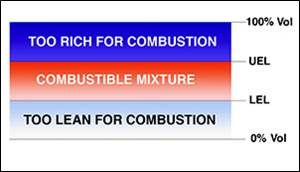 100% Vol
TOO RICH FOR COMBUSTION
UEL
COMBUSTIBLE MIXTURE
LEL
TOO LEAN FOR COMBUSTION
0% Vol